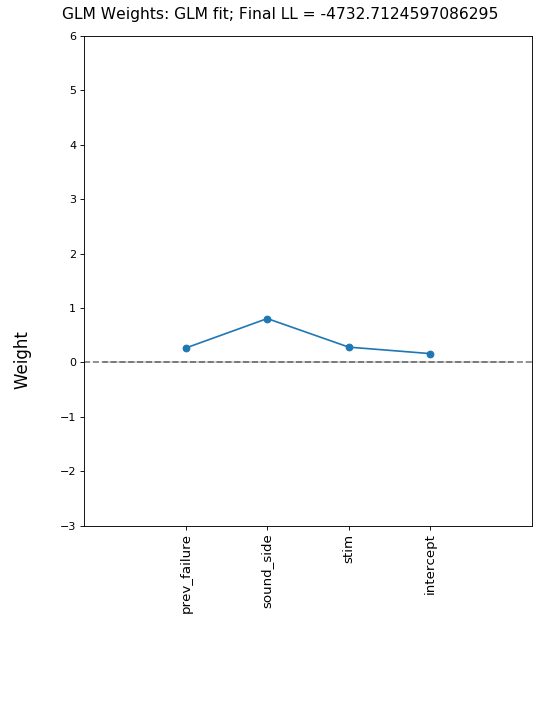 GLM Weights: GLM fit; Final LL = -4732.7124597086295
6
5
4
3
2
1
0
−1
−2
−3
Weight
prev_failure
sound_side
stim
intercept